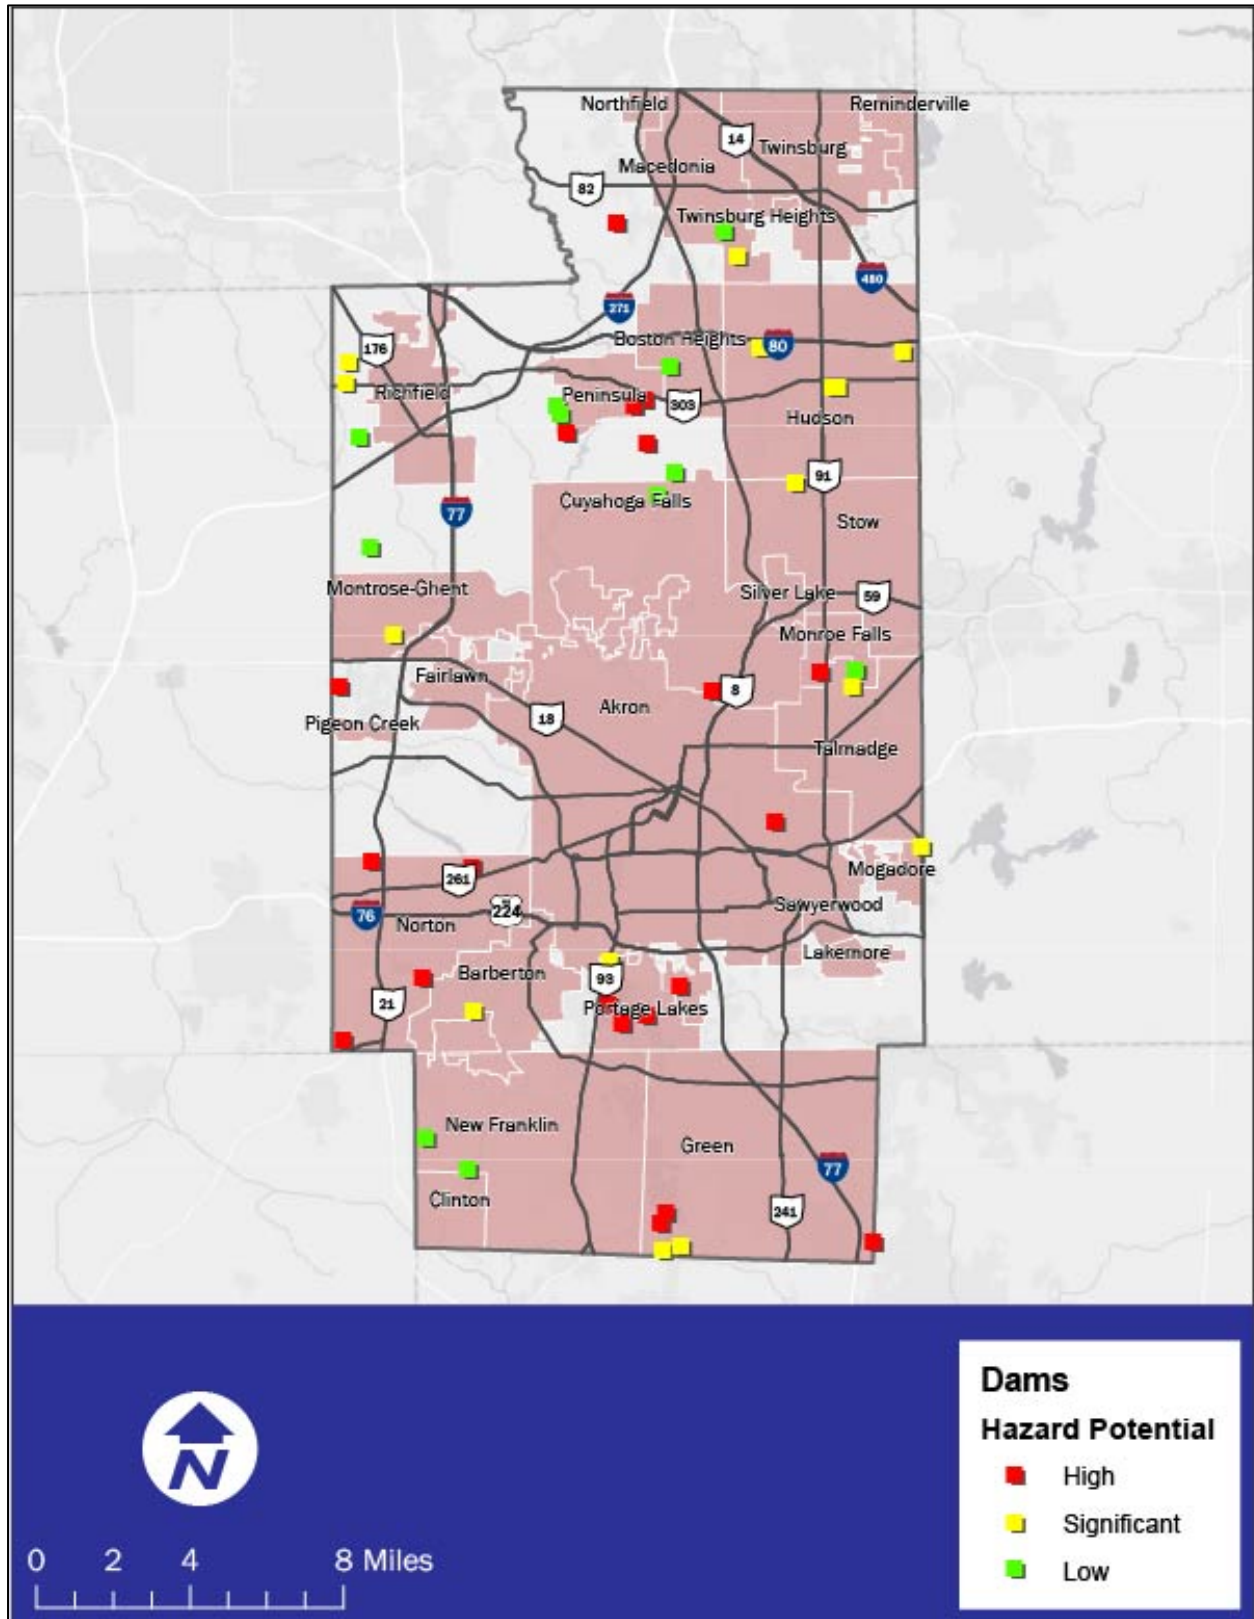 Northfield
Reminderville
14
Twinsburg
Macedonia
82
Twinsburg Heights
480
271
Boston Heights
80
176
Richfield
Peninsula
303
Hudson
91
Cuyahoga Falls
77
Stow
Montrose-Ghent
Silver Lake
59
Monroe Falls
Fairlawn
8
Akron
18
Pigeon Creek
Talmadge
Mogadore
261
224
Sawyerwood
76
Norton
Lakemore
Barberton
93
21
Portage Lakes
New Franklin
Green
77
Clinton
241
Dams
Hazard Potential
High
Significant
Low
N
0 2 4 8 Miles